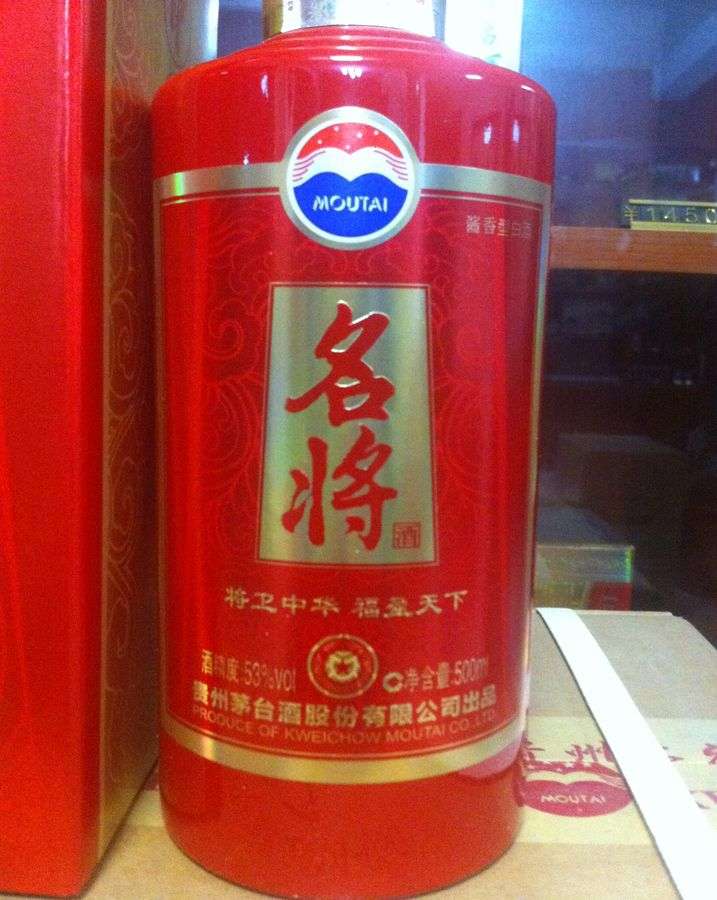 MOUTAI
酱香型白酒
¥1450
名将
酒
将卫中华 福星天下
酒精度:53%vol
净含量:500ml
贵州茅台酒股份有限公司出品
PRODUCE OF KWEICHOW MOUTAI CO., LTD
MOUTAI